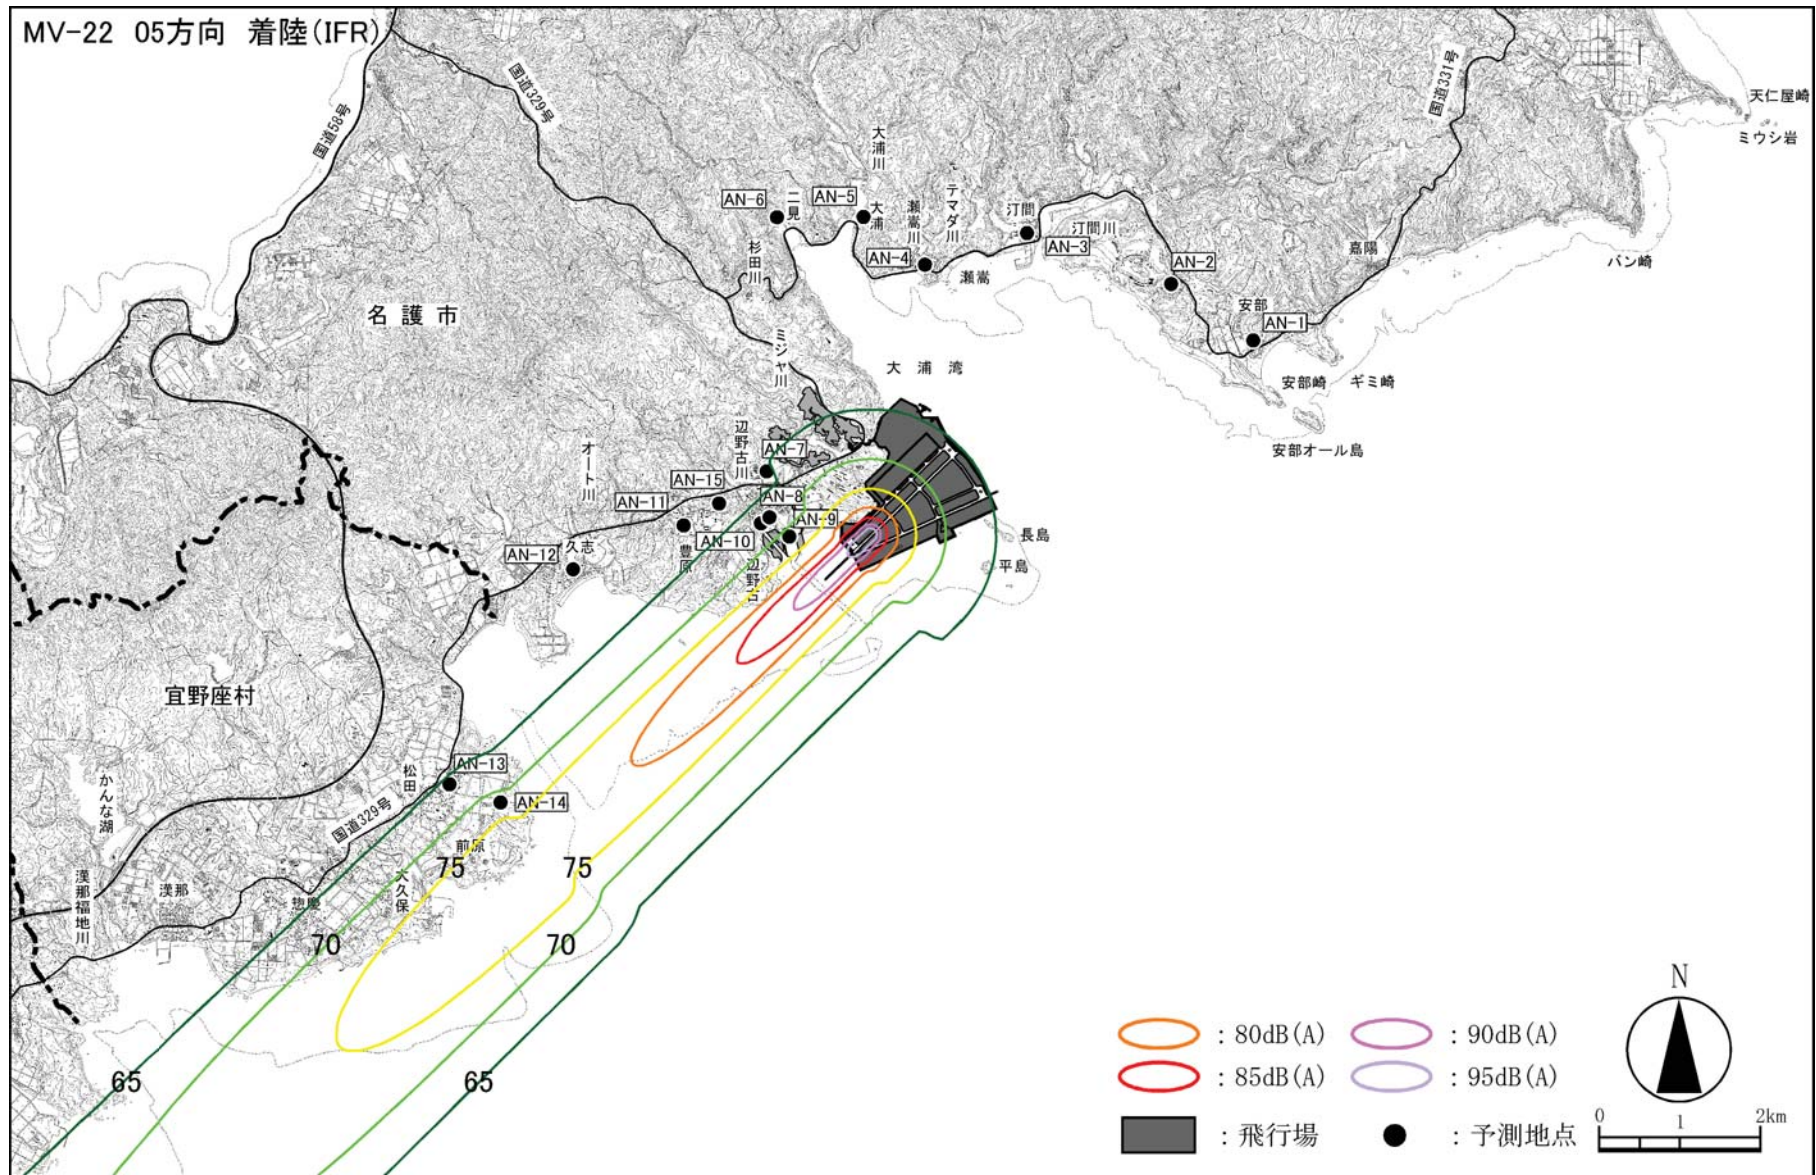 MV-22 05方向 着陸(IFR)
国道58号
国道329号
国道331号
天仁屋崎
ミウシ岩
バン崎
嘉陽
大浦川
AN-6
二見
AN-5
大浦
瀬嵩川
テマダ川
汀間
汀間川
AN-3
AN-4
瀬嵩
AN-2
安部
AN-1
杉田川
名護市
ミジャ川
大浦湾
安部崎
ギミ崎
安部オール島
辺野古川
AN-7
オート川
AN-15
AN-8
AN-11
AN-9
AN-10
AN-12
久志
豊原
辺野古
長島
平島
宜野座村
かんな湖
松田
AN-13
AN-14
国道329号
前原
75
75
漢那福地川
漢那
惣慶
大久保
70
70
65
65
N
:80dB(A)
:90dB(A)
:85dB(A)
:95dB(A)
:飛行場
:予測地点
0 1 2km